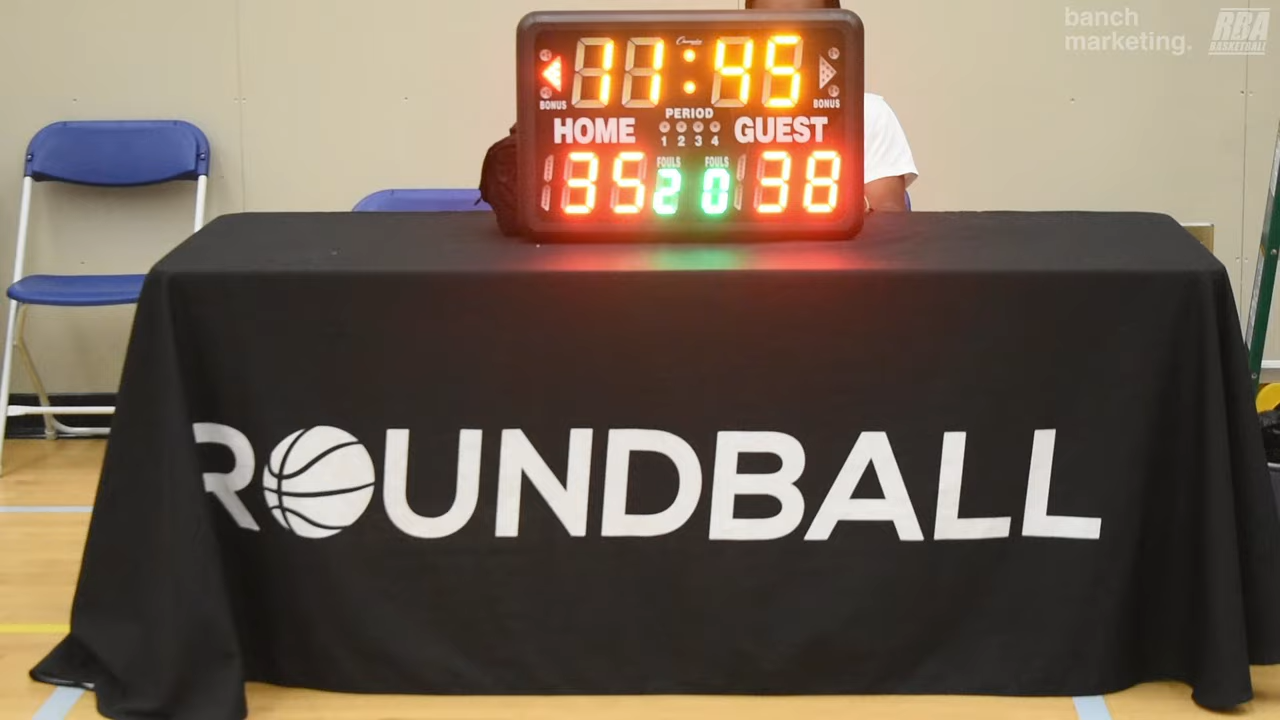 banch
marketing.
RBA
BASKETBALL
11:45
BONUS
BONUS
PERIOD
HOME
GUEST
1 2 3 4
FOULS
FOULS
35
2
0
38
ROUNDBALL